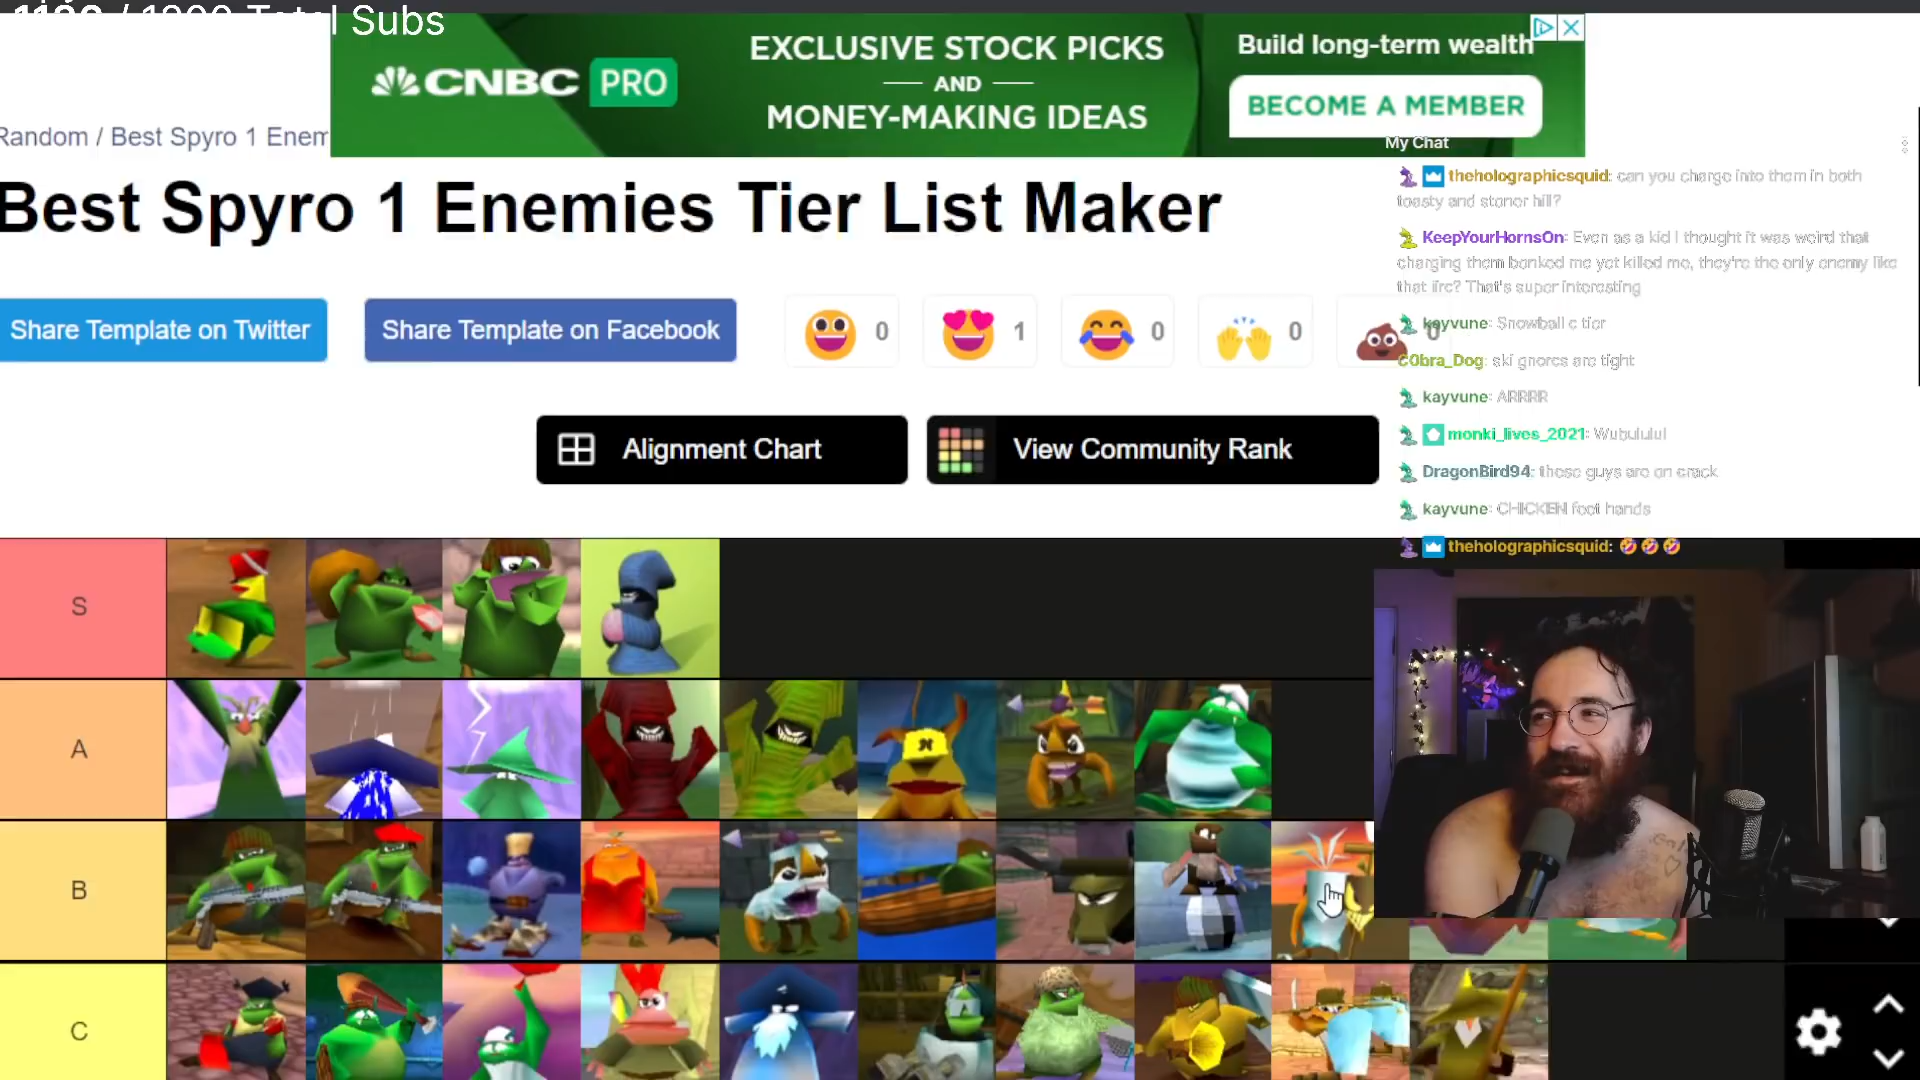 / 1200 Total Subs
CNBC PRO
EXCLUSIVE STOCK PICKS
AND
MONEY-MAKING IDEAS
Build long-term wealth
BECOME A MEMBER
Random / Best Spyro 1 Enem
Best Spyro 1 Enemies Tier List Maker
Share Template on Twitter
Share Template on Facebook
0
1
0
0
0
Alignment Chart
View Community Rank
My Chat
theholographicsquid: can you charge into them in both
toasty and stoner hill?
KeepYourHornsOn: Even as a kid I thought it was weird that
charging them bonked me yet killed me, they're the only enemy like
that iirc? That's super interesting
kayvune: Snowball c tier
C0bra_Dog: ski gnorcs are tight
kayvune: ARRRR
monki_lives_2021: Wubululul
DragonBird94: these guys are on crack
kayvune: CHICKEN foot hands
theholographicsquid:
S
A
B
C